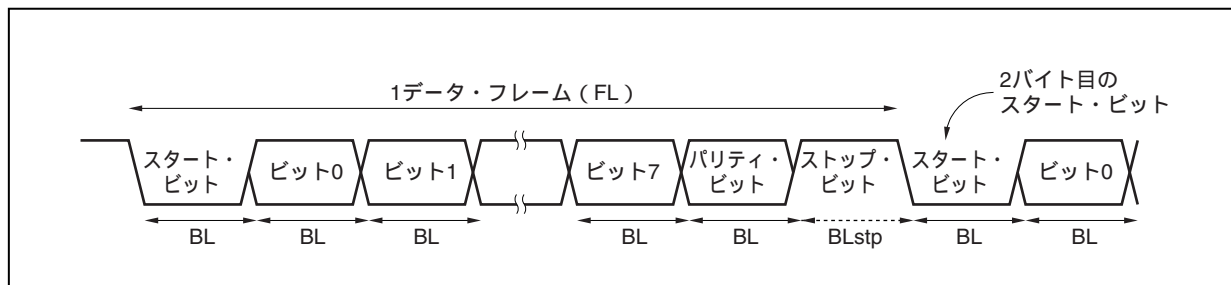 1データ・フレーム(FL)
2バイト目の
スタート・ビット
スタート・
ビット
ビット0
ビット1
ビット7
パリティ・
ビット
ストップ・
ビット
スタート・
ビット
ビット0
BL
BL
BL
BL
BL
BLstp
BL
BL